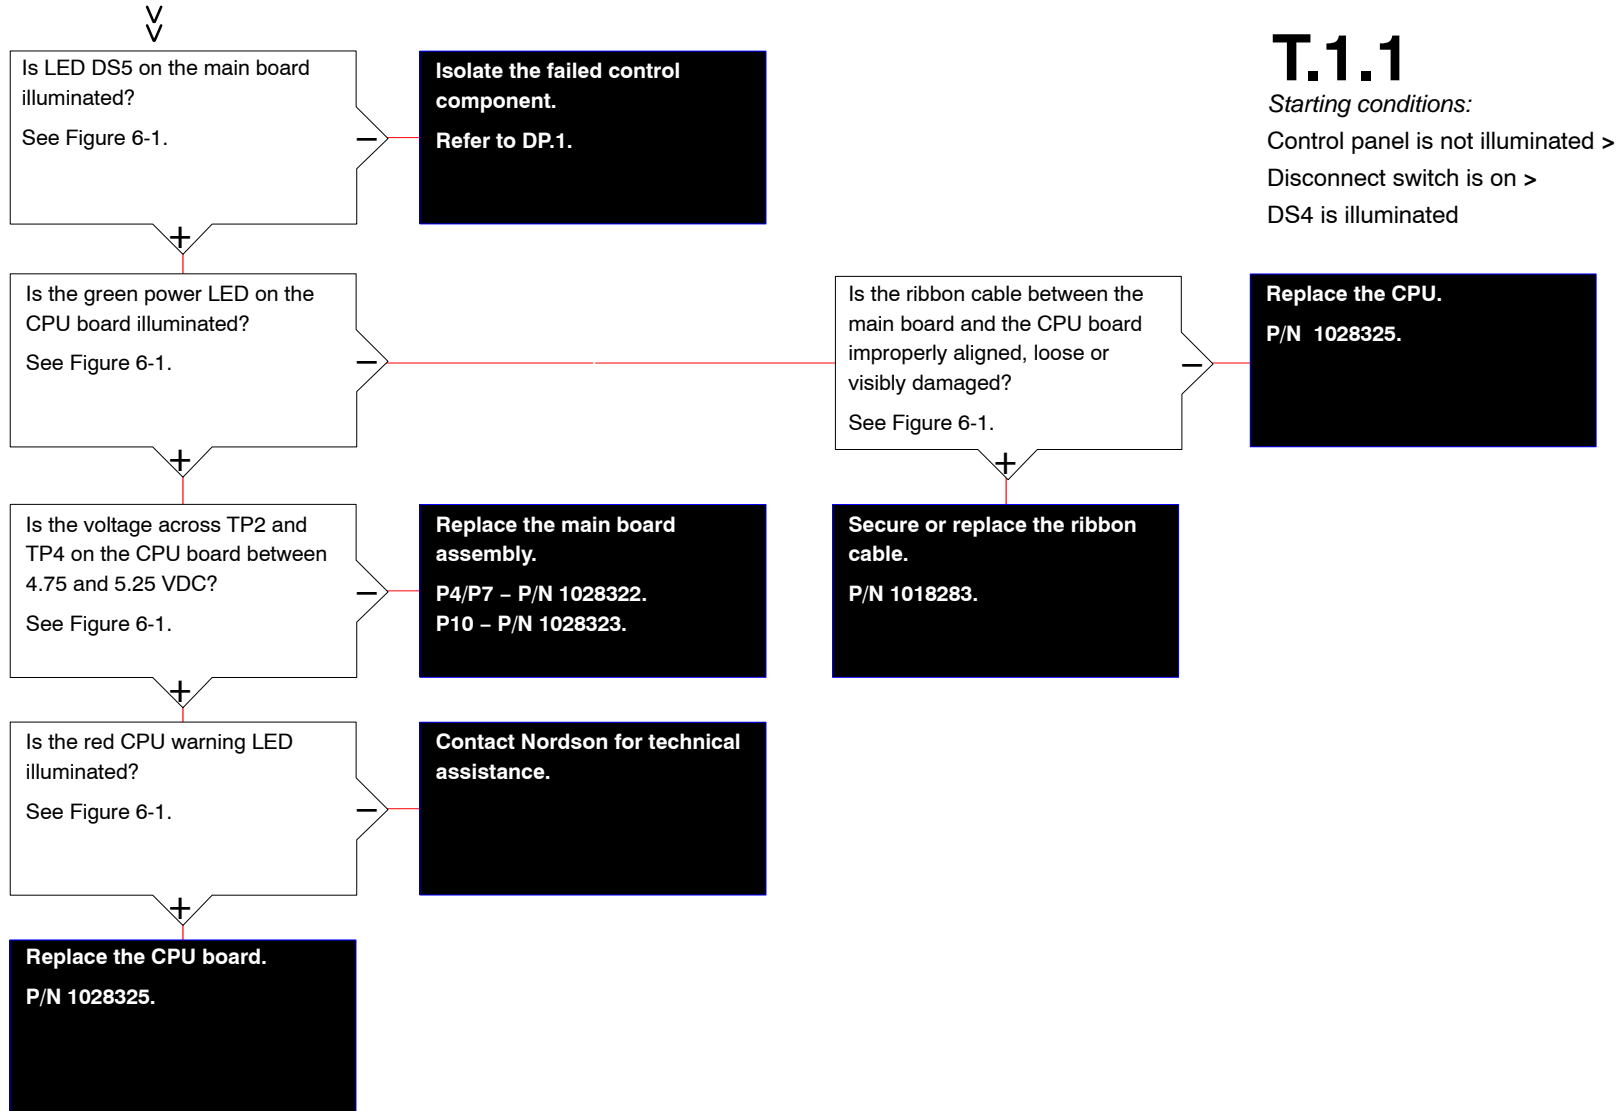 T.1.1
Starting conditions:
Control panel is not illuminated >
Disconnect switch is on >
DS4 is illuminated
Is LED DS5 on the main board
illuminated?
See Figure 6-1.
−
+
Isolate the failed control
component.
Refer to DP.1.
Is the green power LED on the
CPU board illuminated?
See Figure 6-1.
−
+
Is the ribbon cable between the
main board and the CPU board
improperly aligned, loose or
visibly damaged?
See Figure 6-1.
−
+
Replace the CPU.
P/N 1028325.
Is the voltage across TP2 and
TP4 on the CPU board between
4.75 and 5.25 VDC?
See Figure 6-1.
−
+
Replace the main board
assembly.
P4/P7 – P/N 1028322.
P10 – P/N 1028323.
Secure or replace the ribbon
cable.
P/N 1018283.
Is the red CPU warning LED
illuminated?
See Figure 6-1.
−
+
Contact Nordson for technical
assistance.
Replace the CPU board.
P/N 1028325.